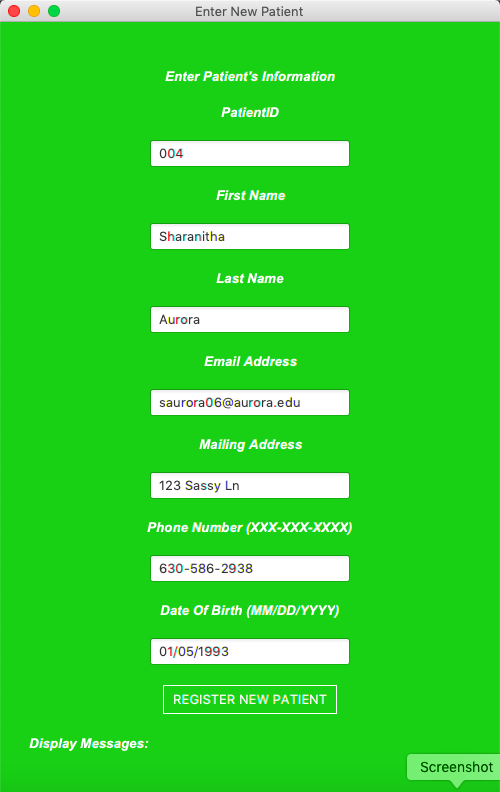 Enter New Patient
Enter Patient's Information
PatientID
004
First Name
Sharanitha
Last Name
Aurora
Email Address
saurora06@aurora.edu
Mailing Address
123 Sassy Ln
Phone Number (XXX-XXX-XXXX)
630-586-2938
Date Of Birth (MM/DD/YYYY)
01/05/1993
REGISTER NEW PATIENT
Display Messages:
Screenshot